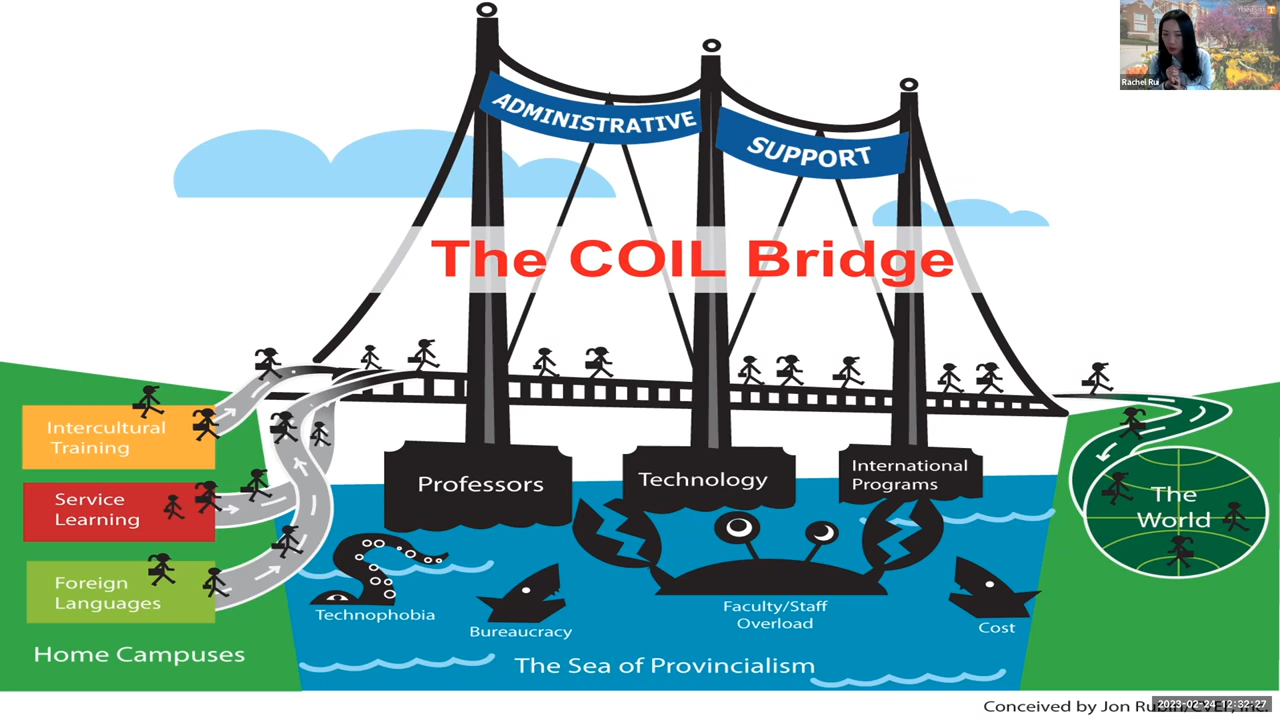 Rachel Rui
ADMINISTRATIVE
SUPPORT
The COIL Bridge
Intercultural
Training
Service
Learning
Foreign
Languages
Home Campuses
Professors
Technology
International
Programs
The
World
Technophobia
Bureaucracy
Faculty/Staff
Overload
Cost
The Sea of Provincialism
Conceived by Jon
2023-02-24 12:32:27